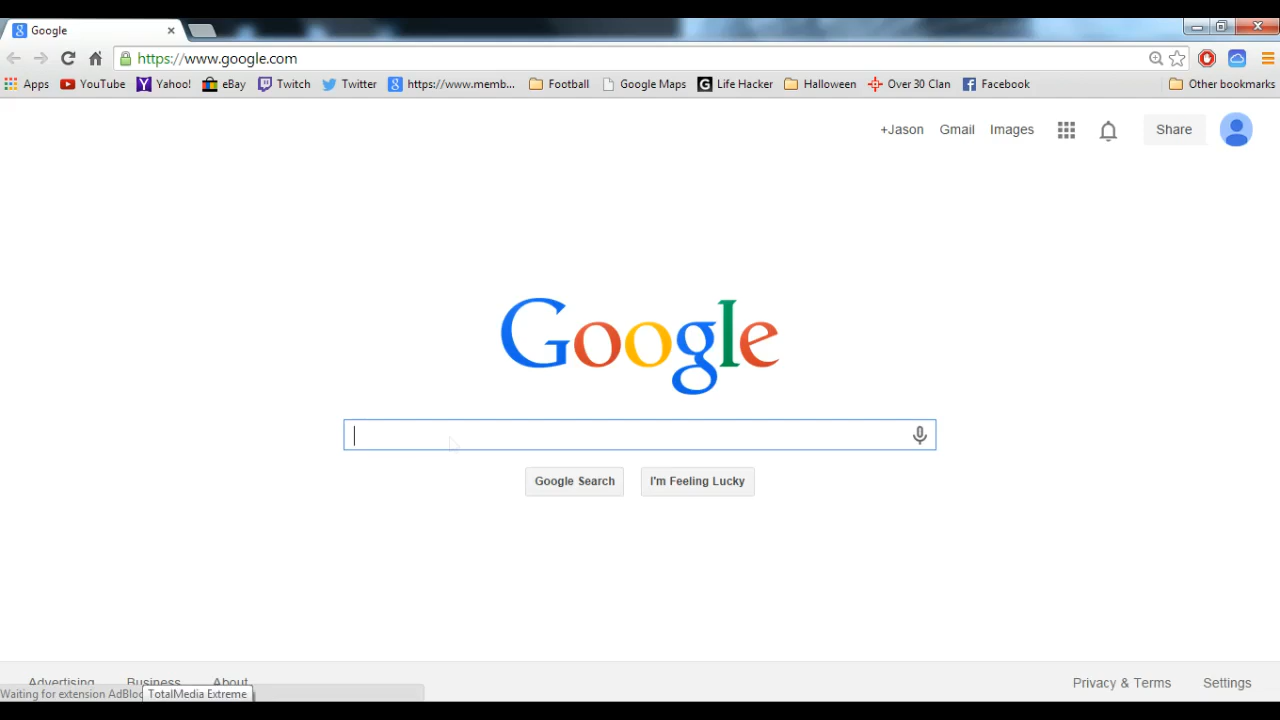 Google
https://www.google.com
Apps YouTube Yahoo! eBay Twitch Twitter https://www.memb... Football Google Maps Life Hacker Halloween Over 30 Clan Facebook Other bookmarks
+Jason Gmail Images Share
Google
Google Search I'm Feeling Lucky
Advertising Business About Privacy & Terms Settings
Waiting for extension AdBloc TotalMedia Extreme